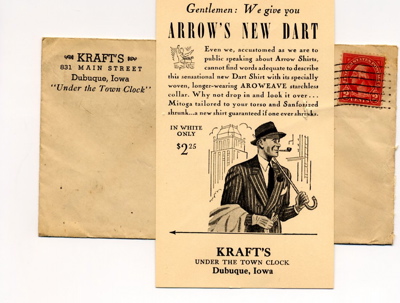 KRAFT'S
831 MAIN STREET
Dubuque, Iowa
"Under the Town Clock"
Gentlemen: We give you
ARROW'S NEW DART
Even we, accustomed as we are to
public speaking about Arrow Shirts,
cannot find words adequate to describe
this sensational new Dart Shirt with its specially
woven, longer-wearing AROWEAVE starchless
collar. Why not drop in and look it over...
Mitoga tailored to your torso and Sanforized
shrunk...a new shirt guaranteed if one ever shrinks.
IN WHITE
ONLY
$2.25
KRAFT'S
UNDER THE TOWN CLOCK
Dubuque, Iowa